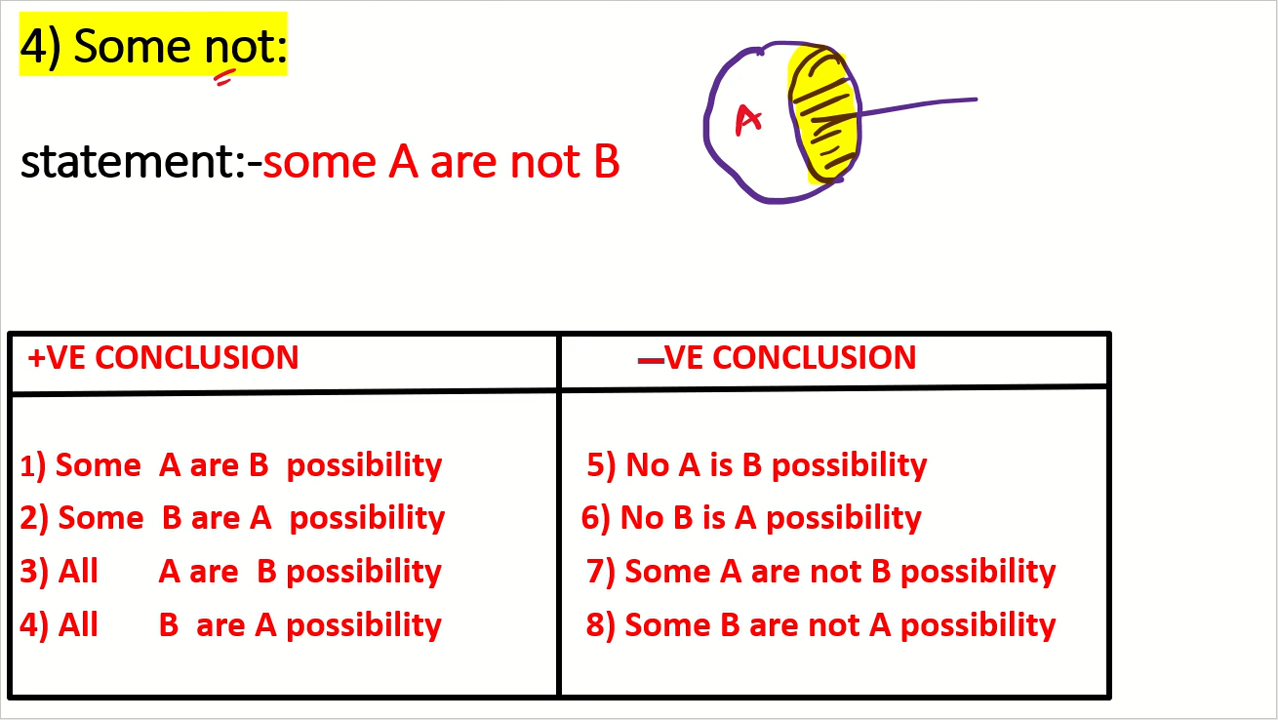 4) Some not:
A
statement:-some A are not B
+VE CONCLUSION
—VE CONCLUSION
1) Some A are B possibility
2) Some B are A possibility
3) All A are B possibility
4) All B are A possibility
5) No A is B possibility
6) No B is A possibility
7) Some A are not B possibility
8) Some B are not A possibility